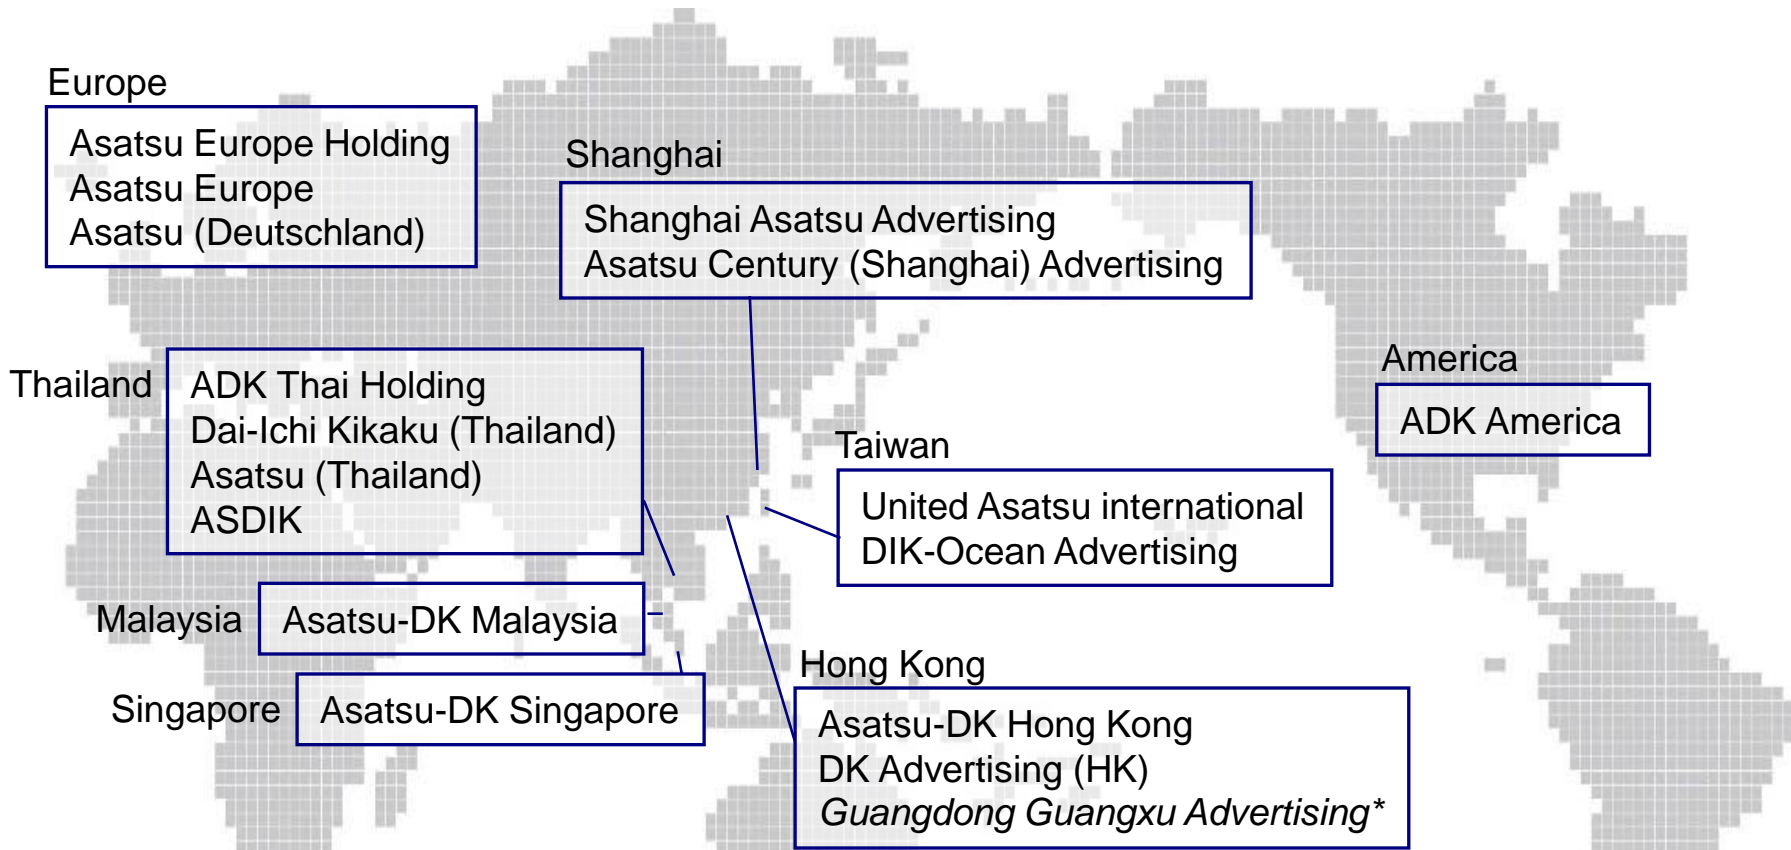 Europe
Asatsu Europe Holding
Asatsu Europe
Asatsu (Deutschland)
Shanghai
Shanghai Asatsu Advertising
Asatsu Century (Shanghai) Advertising
Thailand
ADK Thai Holding
Dai-Ichi Kikaku (Thailand)
Asatsu (Thailand)
ASDIK
America
ADK America
Taiwan
United Asatsu international
DIK-Ocean Advertising
Malaysia
Asatsu-DK Malaysia
Singapore
Asatsu-DK Singapore
Hong Kong
Asatsu-DK Hong Kong
DK Advertising (HK)
Guangdong Guangxu Advertising*